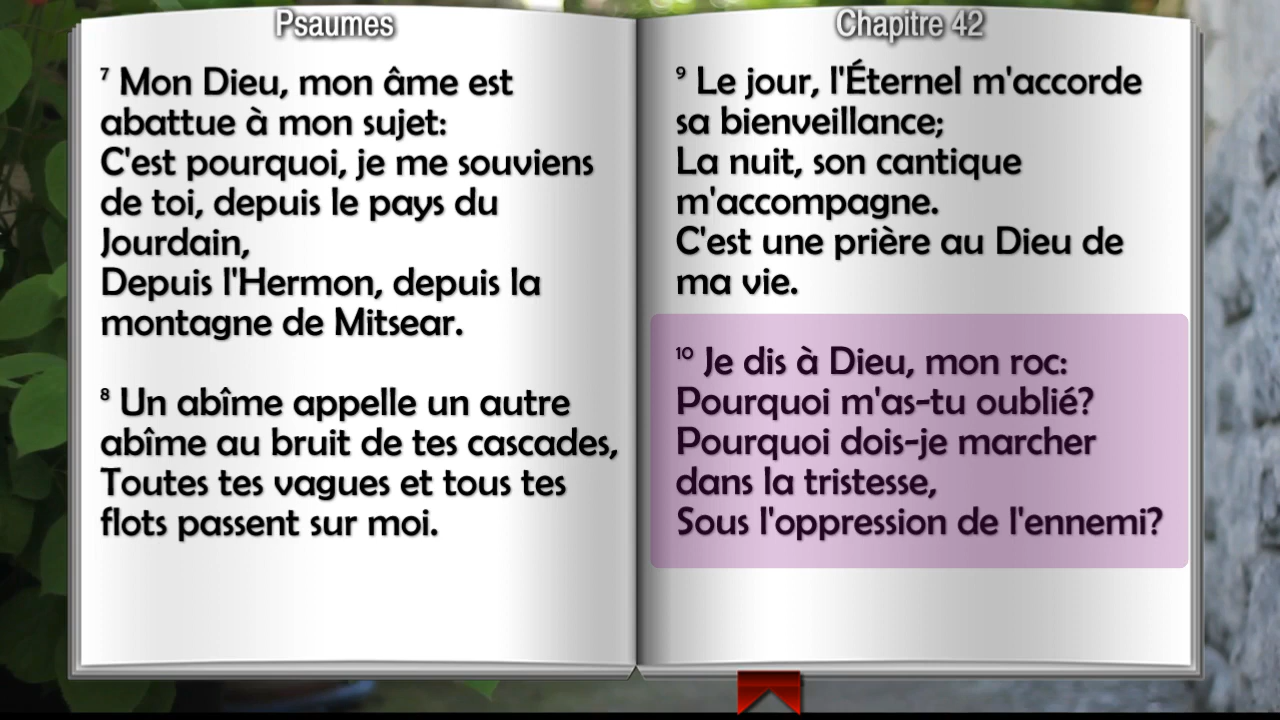 Psaumes
⁷ Mon Dieu, mon âme est
abattue à mon sujet:
C'est pourquoi, je me souviens
de toi, depuis le pays du
Jourdain,
Depuis l'Hermon, depuis la
montagne de Mitsear.
⁸ Un abîme appelle un autre
abîme au bruit de tes cascades,
Toutes tes vagues et tous tes
flots passent sur moi.
Chapitre 42
⁹ Le jour, l'Éternel m'accorde
sa bienveillance;
La nuit, son cantique
m'accompagne.
C'est une prière au Dieu de
ma vie.
¹⁰ Je dis à Dieu, mon roc:
Pourquoi m'as-tu oublié?
Pourquoi dois-je marcher
dans la tristesse,
Sous l'oppression de l'ennemi?